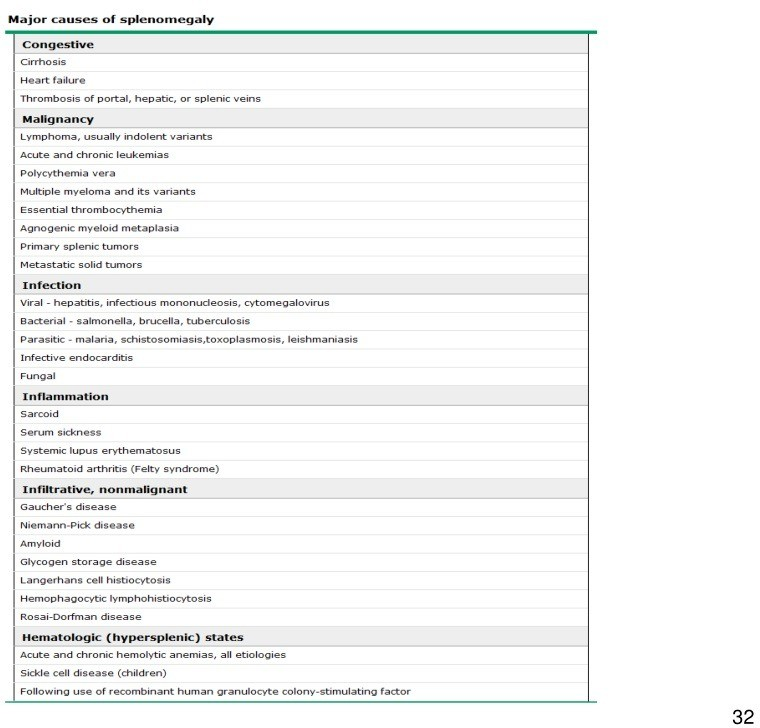 Major causes of splenomegaly
Congestive
Cirrhosis
Heart failure
Thrombosis of portal, hepatic, or splenic veins
Malignancy
Lymphoma, usually indolent variants
Acute and chronic leukemias
Polycythemia vera
Multiple myeloma and its variants
Essential thrombocythemia
Agnogenic myeloid metaplasia
Primary splenic tumors
Metastatic solid tumors
Infection
Viral - hepatitis, infectious mononucleosis, cytomegalovirus
Bacterial - salmonella, brucella, tuberculosis
Parasitic - malaria, schistosomiasis,toxoplasmosis, leishmaniasis
Infective endocarditis
Fungal
Inflammation
Sarcoid
Serum sickness
Systemic lupus erythematosus
Rheumatoid arthritis (Felty syndrome)
Infiltrative, nonmalignant
Gaucher's disease
Niemann-Pick disease
Amyloid
Glycogen storage disease
Langerhans cell histiocytosis
Hemophagocytic lymphohistiocytosis
Rosai-Dorfman disease
Hematologic (hypersplenic) states
Acute and chronic hemolytic anemias, all etiologies
Sickle cell disease (children)
Following use of recombinant human granulocyte colony-stimulating factor
32